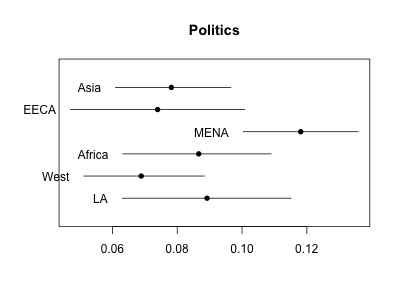 Politics
Asia
EECA
MENA
Africa
West
LA
0.06 0.08 0.10 0.12